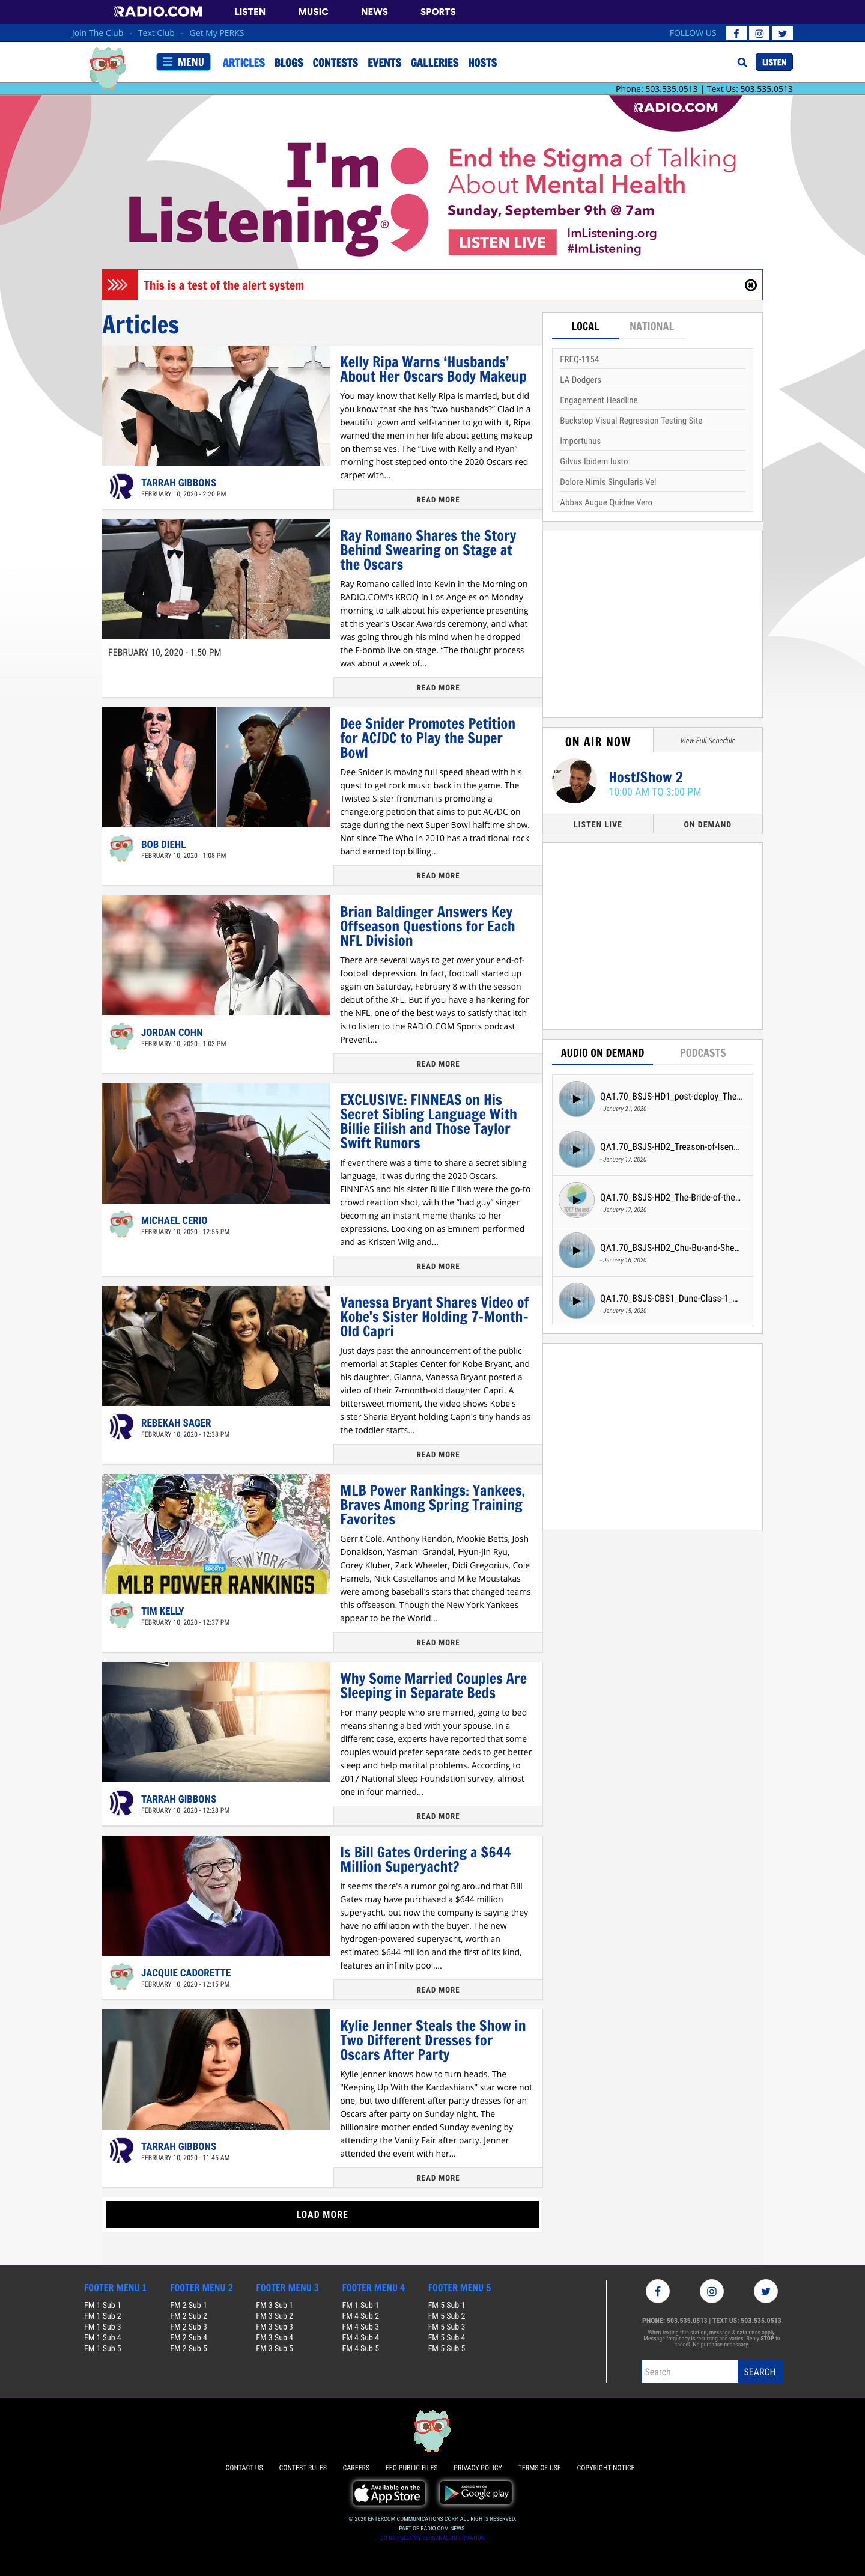 RADIO.COM LISTEN MUSIC NEWS SPORTS
Join The Club - Text Club - Get My PERKS FOLLOW US
MENU ARTICLES BLOGS CONTESTS EVENTS GALLERIES HOSTS LISTEN
Phone: 503.535.0513 | Text Us: 503.535.0513
RADIO.COM
I'm
Listening®
End the Stigma of Talking
About Mental Health
Sunday, September 9th @ 7am
LISTEN LIVE
ImListening.org
#ImListening
This is a test of the alert system
Articles
Kelly Ripa Warns ‘Husbands’
About Her Oscars Body Makeup
You may know that Kelly Ripa is married, but did
you know that she has “two husbands?” Clad in a
beautiful gown and self-tanner to go with it, Ripa
warned the men in her life about getting makeup
on themselves. The “Live with Kelly and Ryan”
morning host stepped onto the 2020 Oscars red
carpet with...
TARRAH GIBBONS
FEBRUARY 10, 2020 - 2:20 PM
READ MORE
Ray Romano Shares the Story
Behind Swearing on Stage at
the Oscars
Ray Romano called into Kevin in the Morning on
RADIO.COM's KROQ in Los Angeles on Monday
morning to talk about his experience presenting
at this year's Oscar Awards ceremony, and what
was going through his mind when he dropped
the F-bomb live on stage. “The thought process
was about a week of...
FEBRUARY 10, 2020 - 1:50 PM
READ MORE
Dee Snider Promotes Petition
for AC/DC to Play the Super
Bowl
Dee Snider is moving full speed ahead with his
quest to get rock music back in the game. The
Twisted Sister frontman is promoting a
change.org petition that aims to put AC/DC on
stage during the next Super Bowl halftime show.
Not since The Who in 2010 has a traditional rock
band earned top billing...
BOB DIEHL
FEBRUARY 10, 2020 - 1:08 PM
READ MORE
Brian Baldinger Answers Key
Offseason Questions for Each
NFL Division
There are several ways to get over your end-of-
football depression. In fact, football started up
again on Saturday, February 8 with the season
debut of the XFL. But if you have a hankering for
the NFL, one of the best ways to satisfy that itch
is to listen to the RADIO.COM Sports podcast
Prevent...
JORDAN COHN
FEBRUARY 10, 2020 - 1:03 PM
READ MORE
EXCLUSIVE: FINNEAS on His
Secret Sibling Language With
Billie Eilish and Those Taylor
Swift Rumors
If ever there was a time to share a secret sibling
language, it was during the 2020 Oscars.
FINNEAS and his sister Billie Eilish were the go-to
crowd reaction shot, with the “bad guy” singer
becoming an instant meme thanks to her
expressions. Looking on as Eminem performed
and as Kristen Wiig and...
MICHAEL CERIO
FEBRUARY 10, 2020 - 12:55 PM
READ MORE
Vanessa Bryant Shares Video of
Kobe's Sister Holding 7-Month-
Old Capri
Just days past the announcement of the public
memorial at Staples Center for Kobe Bryant, and
his daughter, Gianna, Vanessa Bryant posted a
video of their 7-month-old daughter Capri. A
bittersweet moment, the video shows Kobe's
sister Sharia Bryant holding Capri's tiny hands as
the toddler starts...
REBEKAH SAGER
FEBRUARY 10, 2020 - 12:38 PM
READ MORE
MLB POWER RANKINGS
MLB Power Rankings: Yankees,
Braves Among Spring Training
Favorites
Gerrit Cole, Anthony Rendon, Mookie Betts, Josh
Donaldson, Yasmani Grandal, Hyun-jin Ryu,
Corey Kluber, Zack Wheeler, Didi Gregorius, Cole
Hamels, Nick Castellanos and Mike Moustakas
were among baseball's stars that changed teams
this offseason. Though the New York Yankees
appear to be the World...
TIM KELLY
FEBRUARY 10, 2020 - 12:37 PM
READ MORE
Why Some Married Couples Are
Sleeping in Separate Beds
For many people who are married, going to bed
means sharing a bed with your spouse. In a
different case, experts have reported that some
couples would prefer separate beds to get better
sleep and help marital problems. According to
2017 National Sleep Foundation survey, almost
one in four married...
TARRAH GIBBONS
FEBRUARY 10, 2020 - 12:28 PM
READ MORE
Is Bill Gates Ordering a $644
Million Superyacht?
It seems there's a rumor going around that Bill
Gates may have purchased a $644 million
superyacht, but now the company is saying they
have no affiliation with the buyer. The new
hydrogen-powered superyacht, worth an
estimated $644 million and the first of its kind,
features an infinity pool,...
JACQUIE CADORETTE
FEBRUARY 10, 2020 - 12:15 PM
READ MORE
Kylie Jenner Steals the Show in
Two Different Dresses for
Oscars After Party
Kylie Jenner knows how to turn heads. The
"Keeping Up With the Kardashians" star wore not
one, but two different after party dresses for an
Oscars after party on Sunday night. The
billionaire mother ended Sunday evening by
attending the Vanity Fair after party. Jenner
attended the event with her...
TARRAH GIBBONS
FEBRUARY 10, 2020 - 11:45 AM
READ MORE
LOAD MORE
LOCAL NATIONAL
FREQ-1154
LA Dodgers
Engagement Headline
Backstop Visual Regression Testing Site
Importunus
Gilvus Ibidem Iusto
Dolore Nimis Singularis Vel
Abbas Augue Quidne Vero
ON AIR NOW View Full Schedule
Host/Show 2
10:00 AM TO 3:00 PM
LISTEN LIVE ON DEMAND
AUDIO ON DEMAND PODCASTS
QA1.70_BSJS-HD1_post-deploy_The...
- January 21, 2020
QA1.70_BSJS-HD2_Treason-of-Isen...
- January 17, 2020
QA1.70_BSJS-HD2_The-Bride-of-the...
- January 17, 2020
QA1.70_BSJS-HD2_Chu-Bu-and-She...
- January 16, 2020
QA1.70_BSJS-CBS1_Dune-Class-1_...
- January 15, 2020
FOOTER MENU 1 FOOTER MENU 2 FOOTER MENU 3 FOOTER MENU 4 FOOTER MENU 5
FM 1 Sub 1 FM 2 Sub 1 FM 3 Sub 1 FM 1 Sub 1 FM 5 Sub 1
FM 1 Sub 2 FM 2 Sub 2 FM 3 Sub 2 FM 4 Sub 2 FM 5 Sub 2
FM 1 Sub 3 FM 2 Sub 3 FM 3 Sub 3 FM 4 Sub 3 FM 5 Sub 3
FM 1 Sub 4 FM 2 Sub 4 FM 3 Sub 4 FM 4 Sub 4 FM 5 Sub 4
FM 1 Sub 5 FM 2 Sub 5 FM 3 Sub 5 FM 4 Sub 5 FM 5 Sub 5
PHONE: 503.535.0513 | TEXT US: 503.535.0513
When texting this station, message & data rates apply.
Message frequency is recurring and varies. Reply STOP to
cancel. No purchase necessary.
Search SEARCH
CONTACT US CONTEST RULES CAREERS EEO PUBLIC FILES PRIVACY POLICY TERMS OF USE COPYRIGHT NOTICE
Available on the
App Store
ANDROID APP ON
Google play
© 2020 ENTERCOM COMMUNICATIONS CORP. ALL RIGHTS RESERVED.
PART OF RADIO.COM NEWS.
DO NOT SELL MY PERSONAL INFORMATION